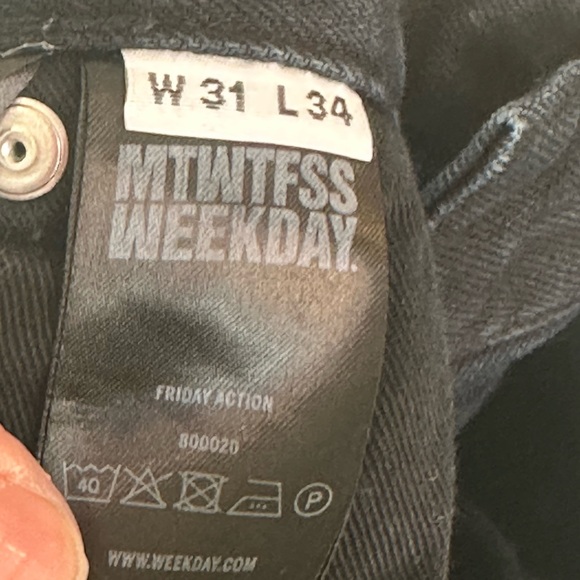 W 31 L 34
MTWTFSS
WEEKDAY.
FRIDAY ACTION
800020
40 P
WWW.WEEKDAY.COM